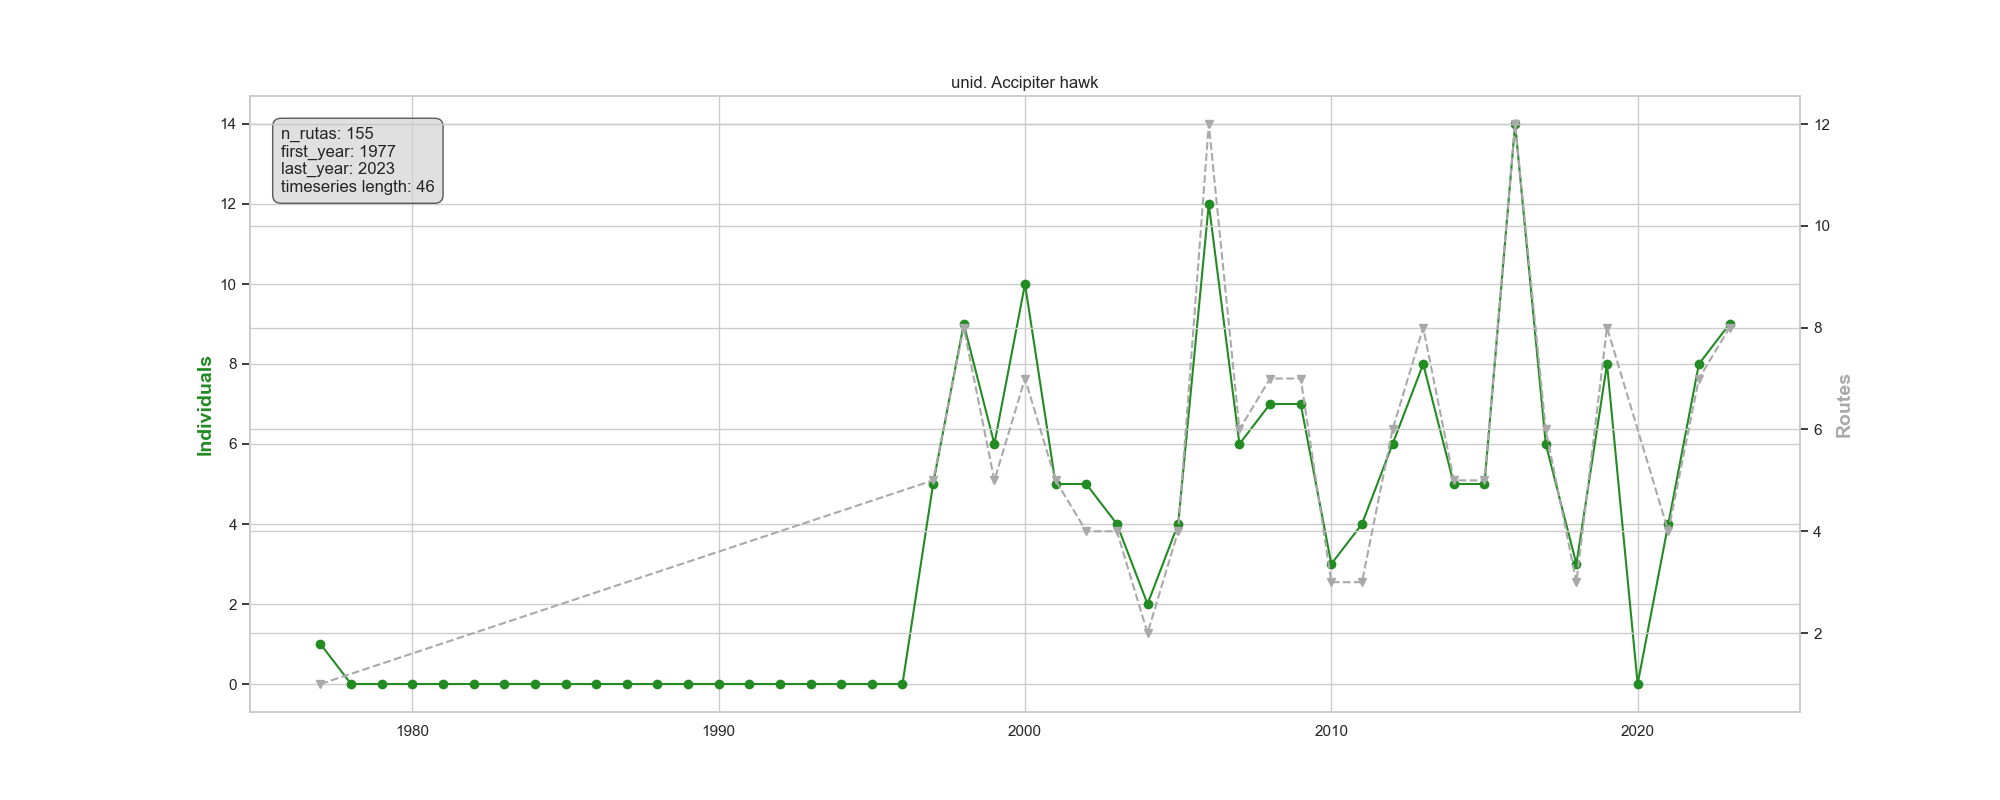 unid. Accipiter hawk
n_rutas: 155
first_year: 1977
last_year: 2023
timeseries length: 46
Individuals
14
12
10
8
6
4
2
0
12
10
8
6
4
2
Routes
1980
1990
2000
2010
2020